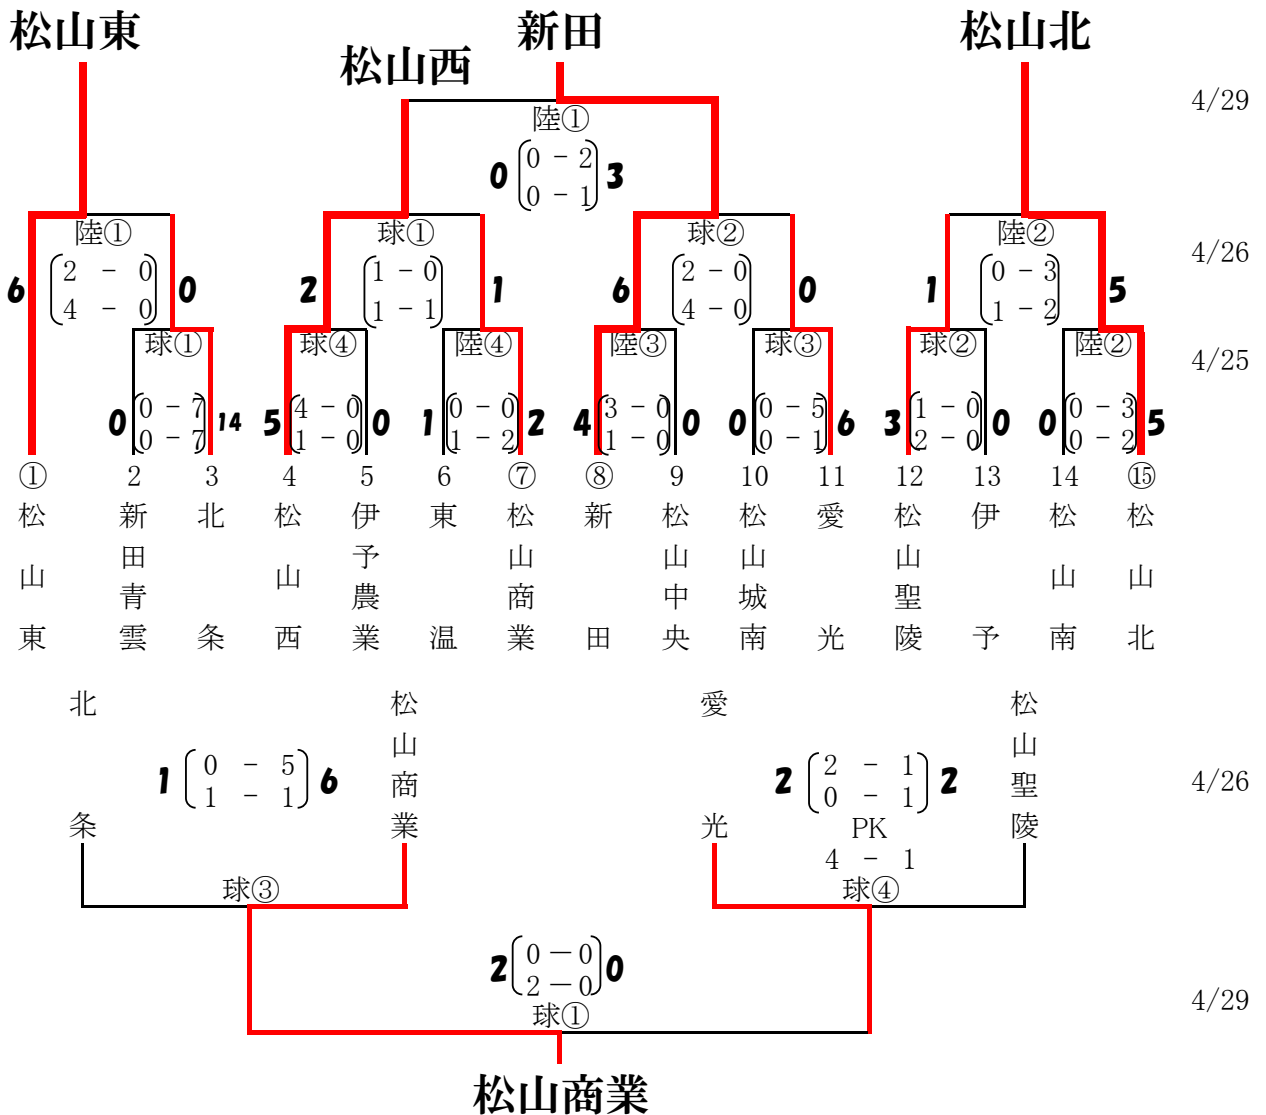 松山東
松山西
新田
松山北
4/29
陸①
0 0 - 2 3
0 - 1
陸①
球①
球②
陸②
4/26
6 2 - 0 0
4 - 0
2 1 - 0 1
1 - 1
6 2 - 0 0
4 - 0
1 0 - 3 5
1 - 2
球①
球④
陸④
陸③
球③
球②
陸②
4/25
0 0 - 7 14
0 - 7
5 4 - 0 0
1 - 0
1 0 - 0 2
1 - 2
4 3 - 0 0
1 - 0
0 0 - 5 6
0 - 1
3 1 - 0 0
2 - 0
0 0 - 3 5
0 - 2
① 2 3 4 5 6 ⑦ ⑧ 9 10 11 12 13 14 ⑮
松山東
新田青雲
北条
松山西
伊予農業
東温
松山商業
新田
松山中央
松山城南
愛光
松山聖陵
伊予
松山南
松山北
北条
松山商業
愛光
松山聖陵
1 0 - 5 6
1 - 1
2 2 - 1 2
0 - 1
PK
4 - 1
4/26
球③
球④
2 0 - 0 0
2 - 0
球①
4/29
松山商業